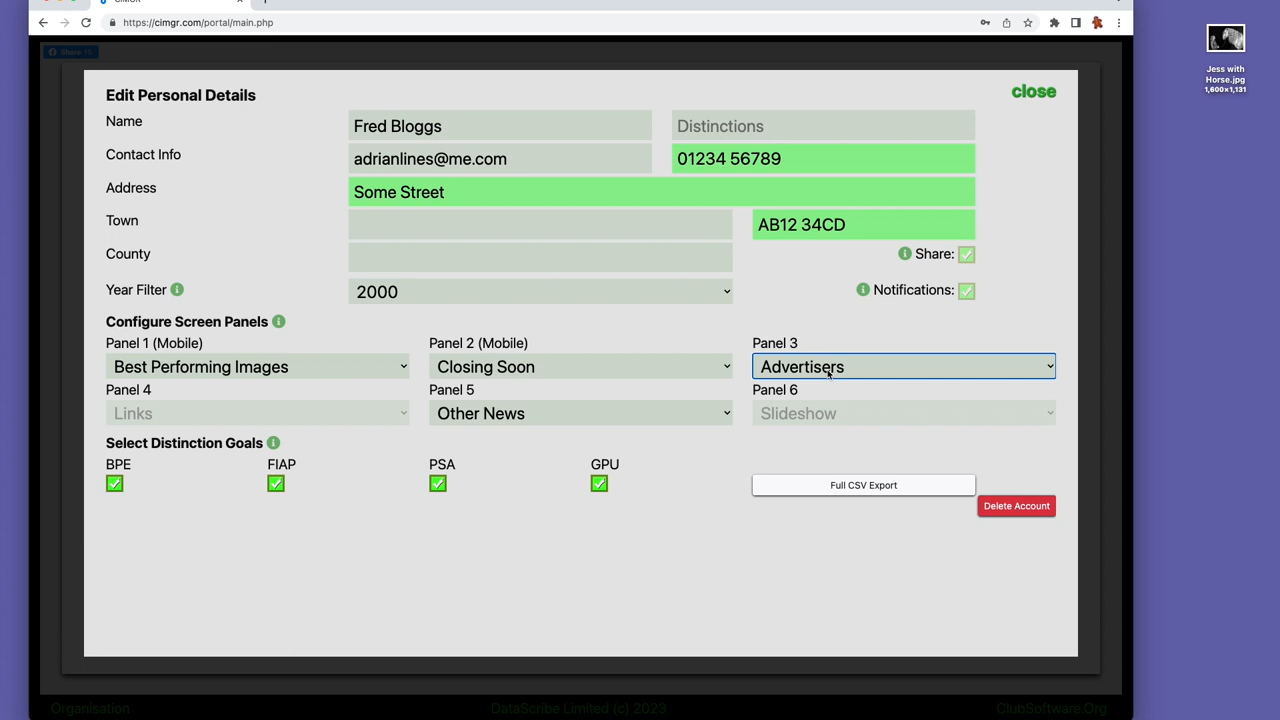 CIMGR
https://cimgr.com/portal/main.php
Share 15
Edit Personal Details
close
Name
Fred Bloggs
Distinctions
Contact Info
adrianlines@me.com
01234 56789
Address
Some Street
Town
AB12 34CD
County
Share:
Year Filter
2000
Notifications:
Configure Screen Panels
Panel 1 (Mobile)
Panel 2 (Mobile)
Panel 3
Best Performing Images
Closing Soon
Advertisers
Panel 4
Panel 5
Panel 6
Links
Other News
Slideshow
Select Distinction Goals
BPE
FIAP
PSA
GPU
Full CSV Export
Delete Account
Organisation
DataScribe Limited (c) 2023
ClubSoftware.Org
Jess with
Horse.jpg
1,600×1,131